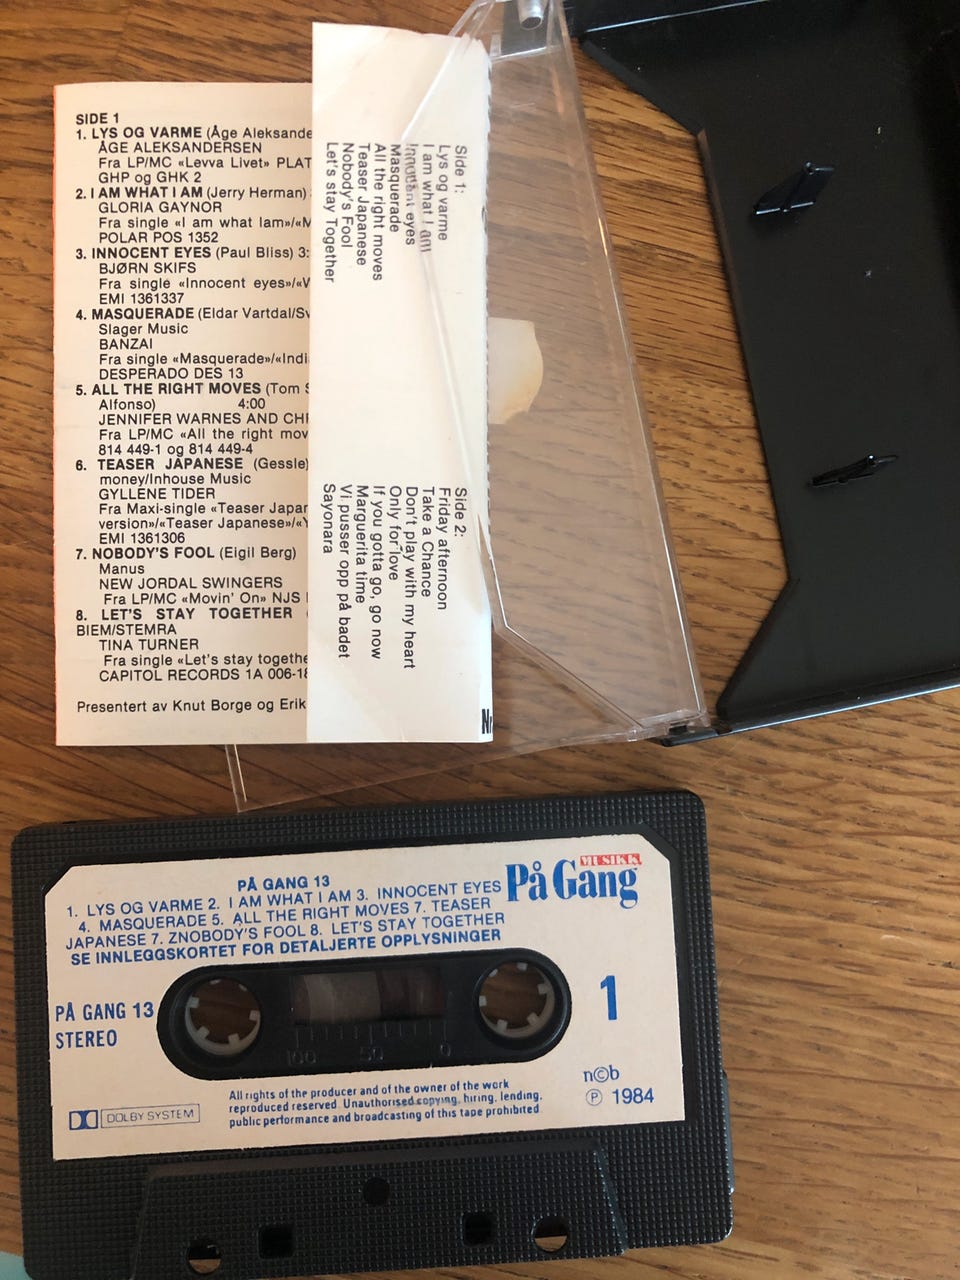 SIDE 1
1. LYS OG VARME (Åge Aleksande
ÅGE ALEKSANDERSEN
Fra LP/MC «Levva Livet» PLAT
GHP og GHK 2
2. I AM WHAT I AM (Jerry Herman)
GLORIA GAYNOR
Fra single «I am what Iam»/«M
POLAR POS 1352
3. INNOCENT EYES (Paul Bliss) 3:
BJØRN SKIFS
Fra single «Innocent eyes»/«V
EMI 1361337
4. MASQUERADE (Eldar Vartdal/Sv
Slager Music
BANZAI
Fra single «Masquerade»/«Indi
DESPERADO DES 13
5. ALL THE RIGHT MOVES (Tom S
Alfonso) 4:00
JENNIFER WARNES AND CHR
Fra LP/MC «All the right mov
814 449-1 og 814 449-4
6. TEASER JAPANESE (Gessle)
money/Inhouse Music
GYLLENE TIDER
Fra Maxi-single «Teaser Japar
version»/«Teaser Japanese»/«Y
EMI 1361306
7. NOBODY'S FOOL (Eigil Berg)
Manus
NEW JORDAL SWINGERS
Fra LP/MC «Movin' On» NJS
8. LET'S STAY TOGETHER (
BIEM/STEMRA
TINA TURNER
Fra single «Let's stay togethe
CAPITOL RECORDS 1A 006-18
Presentert av Knut Borge og Erik
Side 1:
Lys og varme
I am what I am
Innocent eyes
Masquerade
All the right moves
Teaser Japanese
Nobody's Fool
Let's stay Together
Side 2:
Friday afternoon
Take a Chance
Don't play with my heart
Only for love
If you gotta go, go now
Marguerita time
Vi pusser opp på badet
Sayonara
Nr
MUSIKK
På Gang
PÅ GANG 13
1. LYS OG VARME 2. I AM WHAT I AM 3. INNOCENT EYES
4. MASQUERADE 5. ALL THE RIGHT MOVES 7. TEASER
JAPANESE 7. ZNOBODY'S FOOL 8. LET'S STAY TOGETHER
SE INNLEGGSKORTET FOR DETALJERTE OPPLYSNINGER
PÅ GANG 13
STEREO
1
100 50 0
DOLBY SYSTEM
All rights of the producer and of the owner of the work
reproduced reserved. Unauthorised copying, hiring, lending,
public performance and broadcasting of this tape prohibited.
n©b
℗ 1984